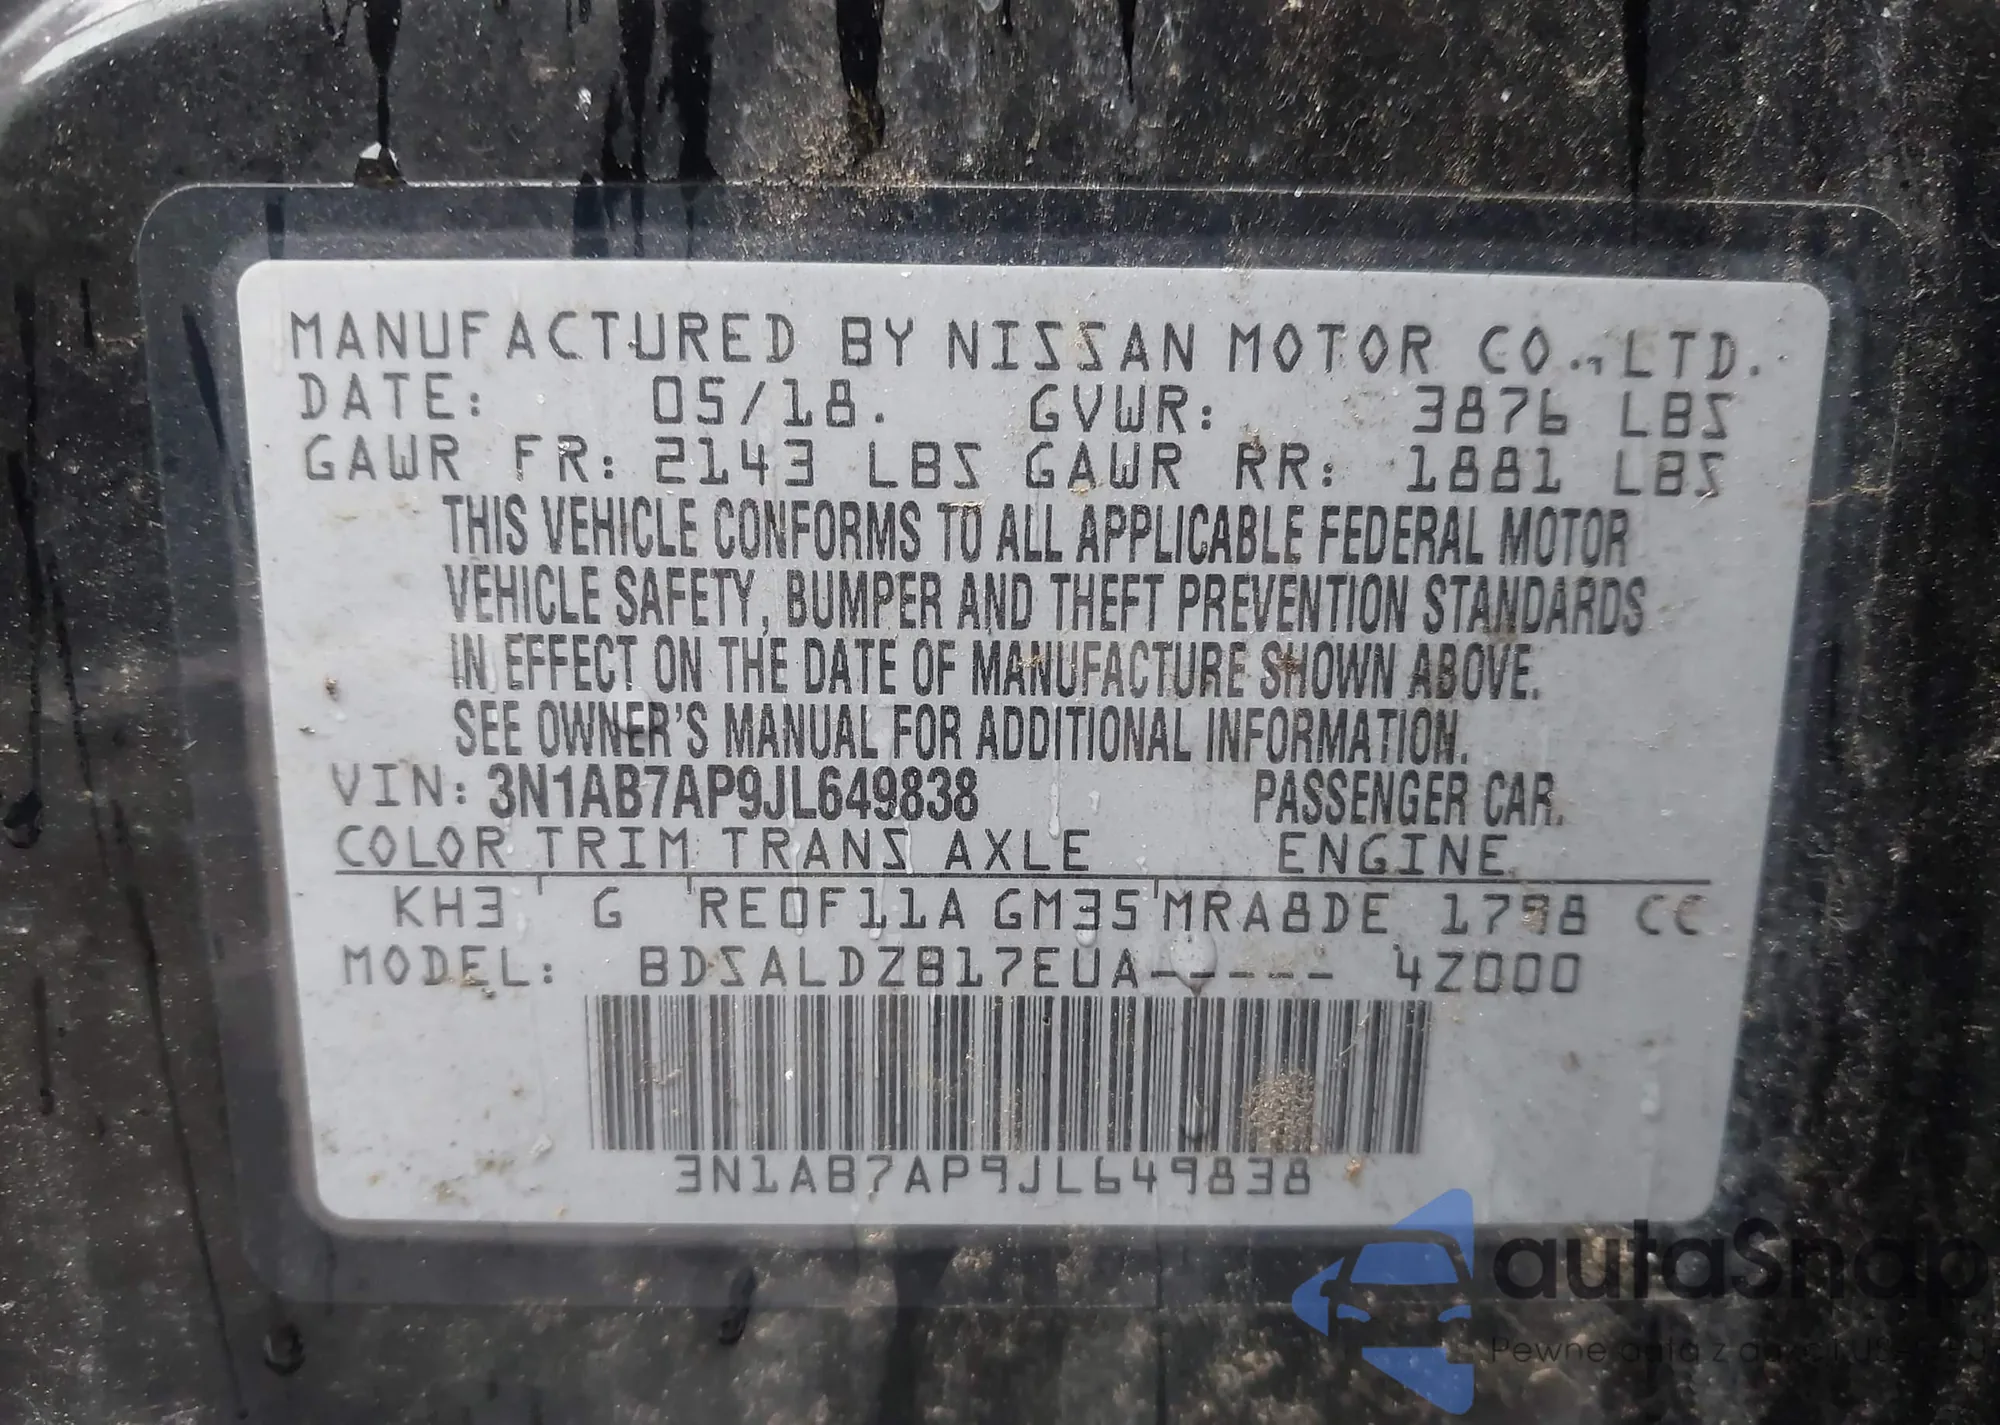 MANUFACTURED BY NISSAN MOTOR CO., LTD.
DATE: 05/18. GVWR: 3876 LBS
GAWR FR: 2143 LBS GAWR RR: 1881 LBS
THIS VEHICLE CONFORMS TO ALL APPLICABLE FEDERAL MOTOR
VEHICLE SAFETY, BUMPER AND THEFT PREVENTION STANDARDS
IN EFFECT ON THE DATE OF MANUFACTURE SHOWN ABOVE.
SEE OWNER'S MANUAL FOR ADDITIONAL INFORMATION.
VIN: 3N1AB7AP9JL649838 PASSENGER CAR.
COLOR TRIM TRANS AXLE ENGINE
KH3 G RE0F11A GM35 MRA8DE 1798 CC
MODEL: BDSALDZB17EUA----- 4Z000
3N1AB7AP9JL649838
autaSnap
Pewne auta z